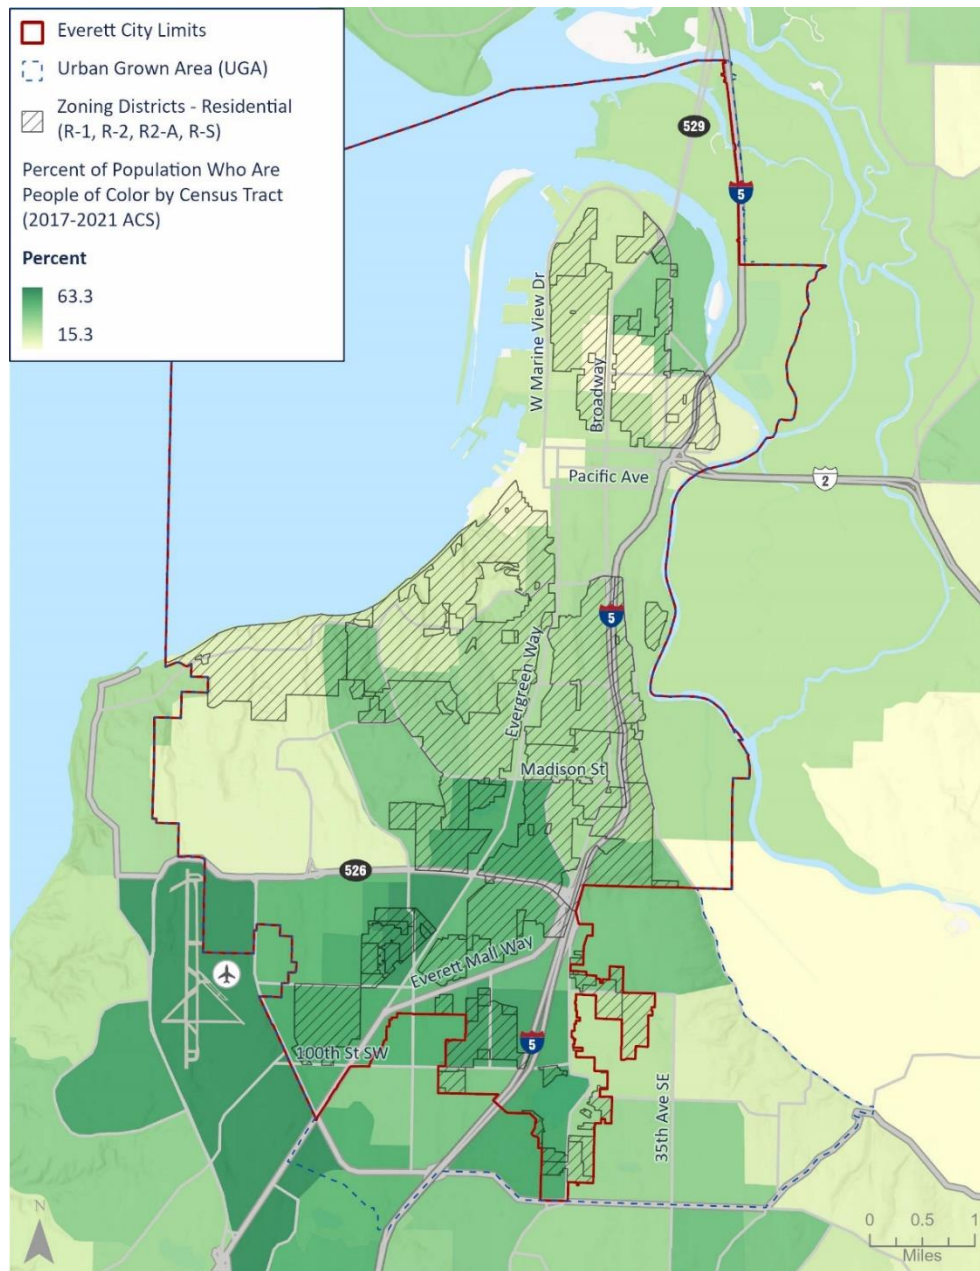 Everett City Limits
Urban Grown Area (UGA)
Zoning Districts - Residential
(R-1, R-2, R2-A, R-S)
Percent of Population Who Are
People of Color by Census Tract
(2017-2021 ACS)
Percent
63.3
15.3
529
5
W Marine View Dr
Broadway
Pacific Ave
2
5
Evergreen Way
Madison St
526
Everett Mall Way
5
100th St SW
35th Ave SE
N
0 0.5 1
Miles